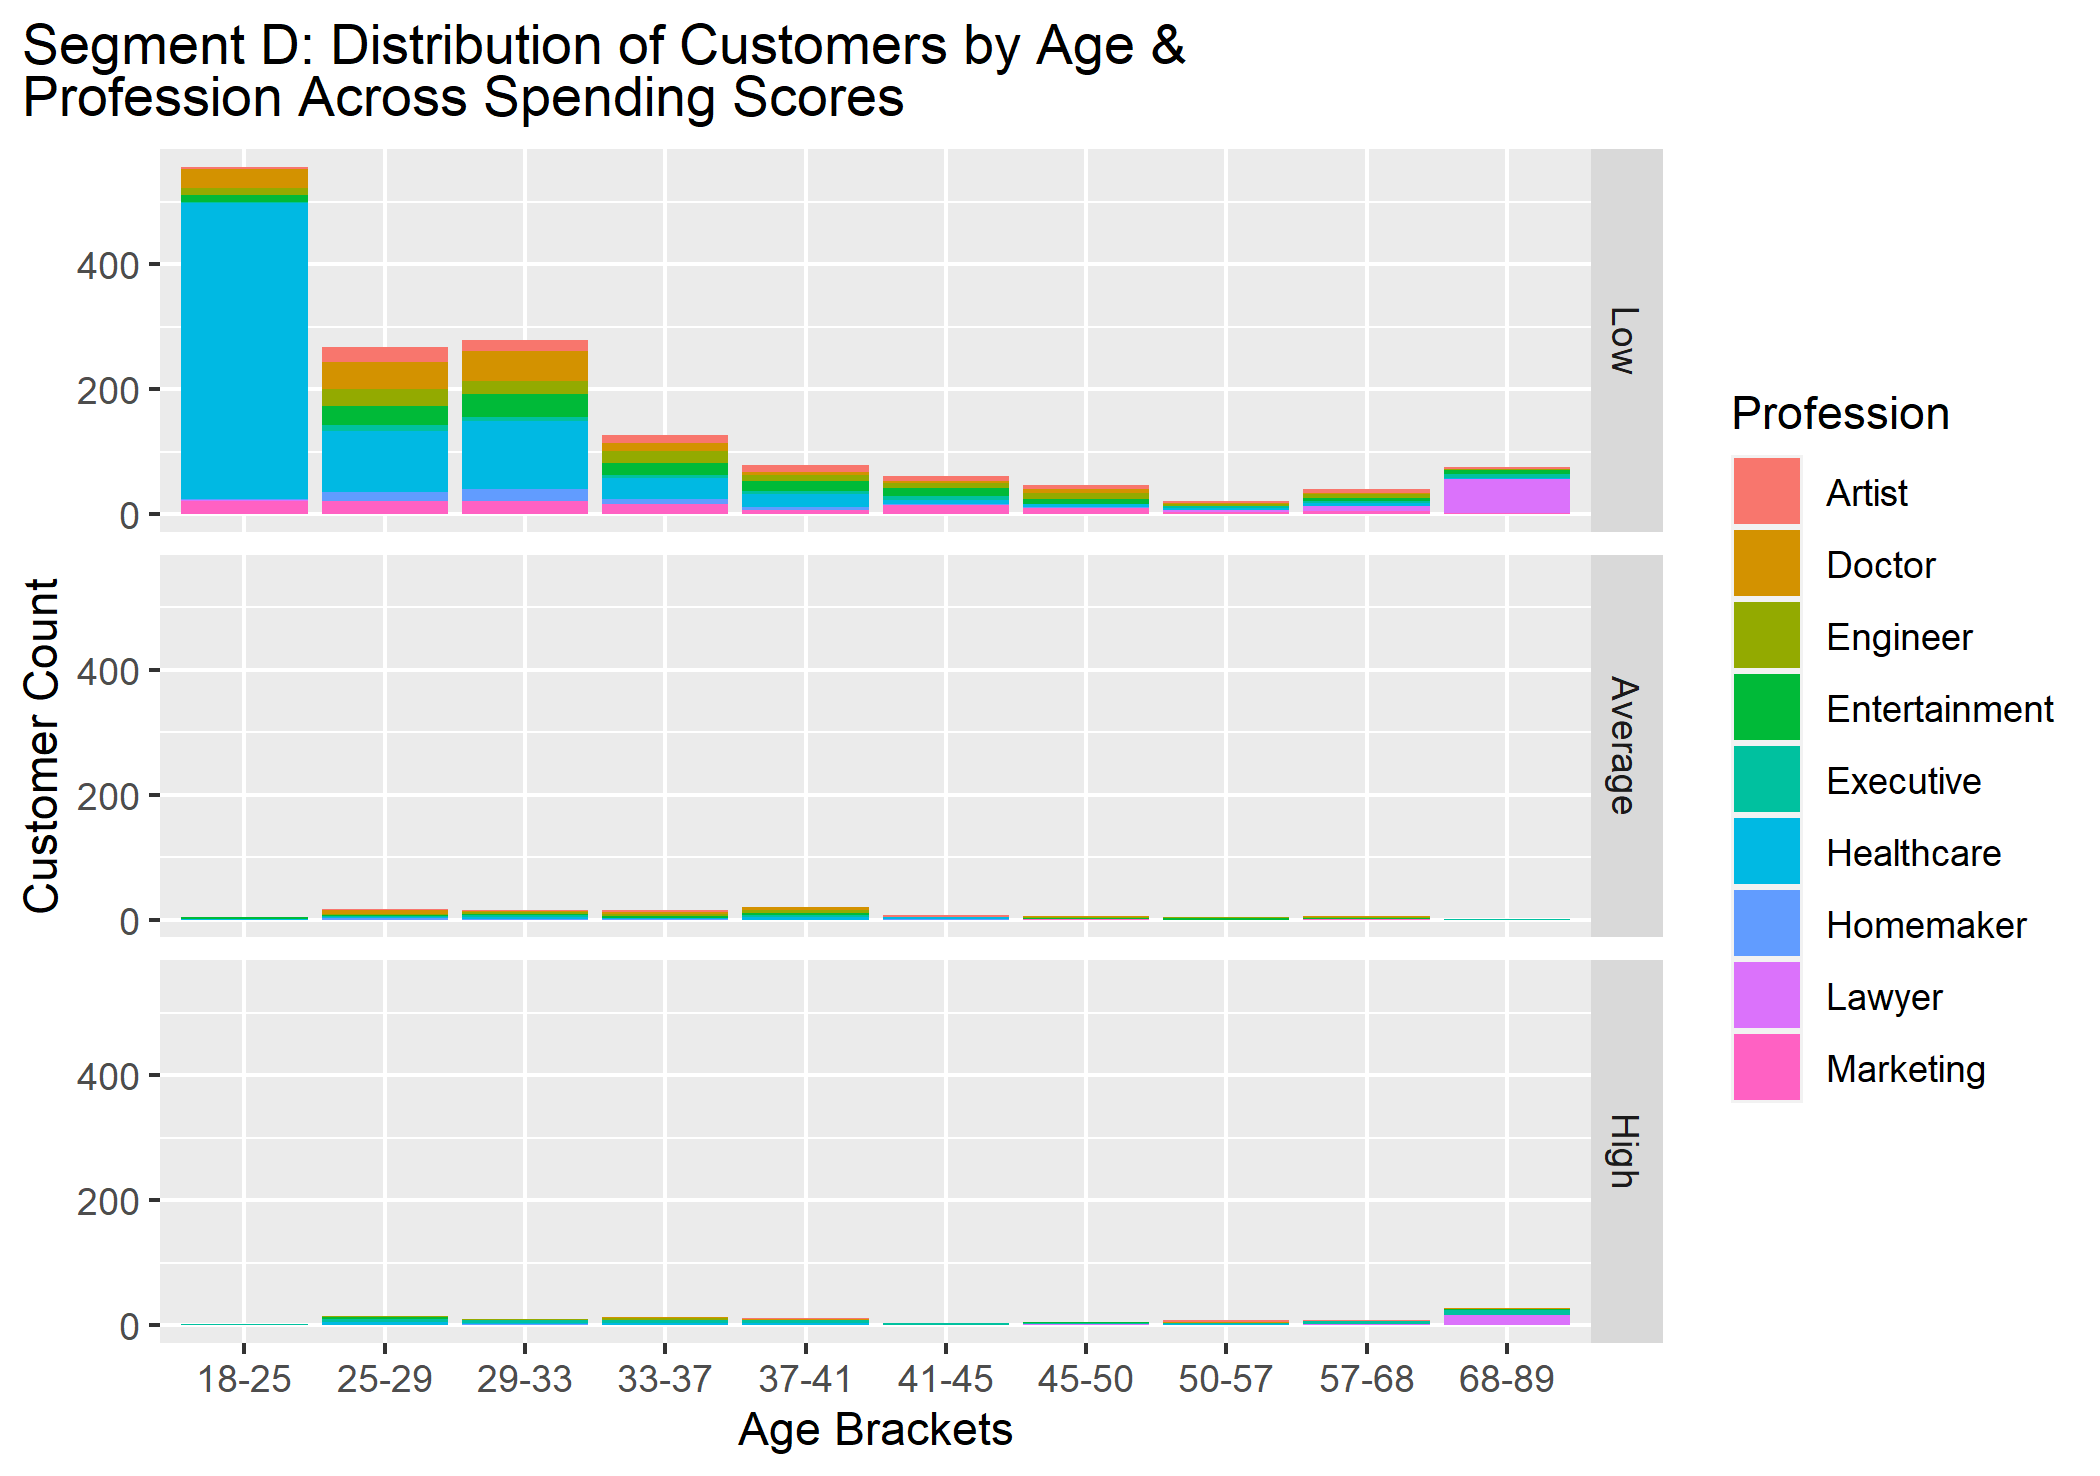 Segment D: Distribution of Customers by Age &
Profession Across Spending Scores
Customer Count
400
200
0
Low
400
200
0
Average
400
200
0
High
18-25
25-29
29-33
33-37
37-41
41-45
45-50
50-57
57-68
68-89
Age Brackets
Profession
Artist
Doctor
Engineer
Entertainment
Executive
Healthcare
Homemaker
Lawyer
Marketing